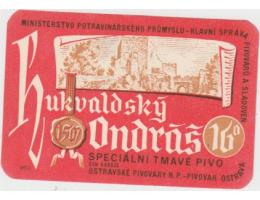 MINISTERSTVO POTRAVINÁŘSKÉHO PRŮMYSLU - HLAVNÍ SPRÁVA PIVOVARŮ A SLADOVEN
Hukvaldský
Ondráš 16°
1567
SPECIÁLNÍ TMAVÉ PIVO
OSTRAVSKÉ PIVOVARY N.P. - PIVOVAR OSTRAVA